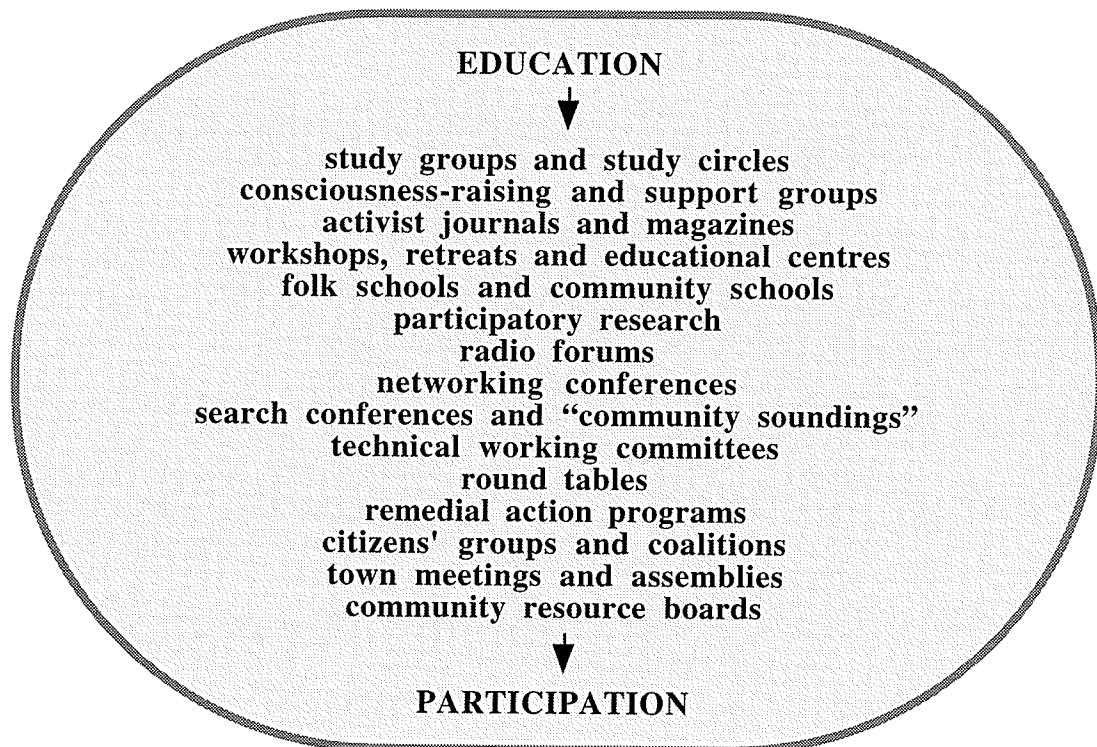 EDUCATION
study groups and study circles
consciousness-raising and support groups
activist journals and magazines
workshops, retreats and educational centres
folk schools and community schools
participatory research
radio forums
networking conferences
search conferences and “community soundings”
technical working committees
round tables
remedial action programs
citizens' groups and coalitions
town meetings and assemblies
community resource boards
PARTICIPATION